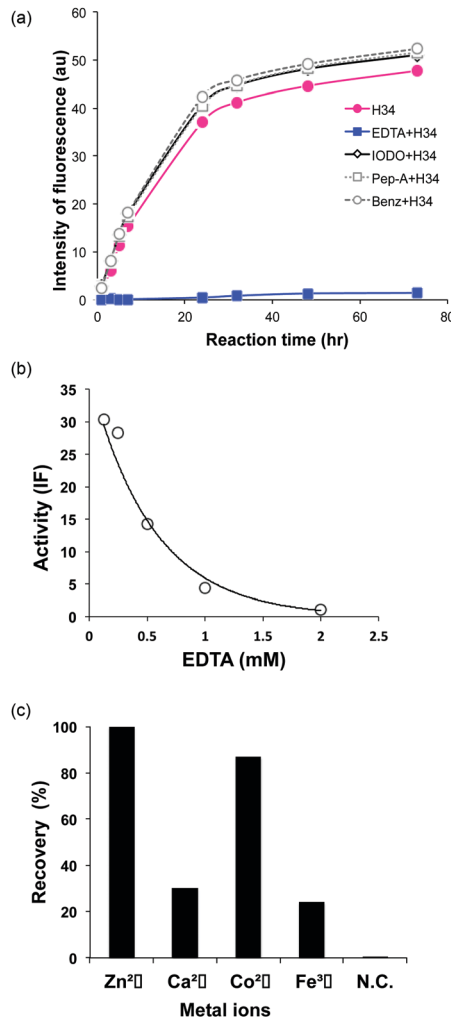 (a)
Intensity of fluorescence (au)
60
50
40
30
20
10
0
H34
EDTA+H34
IODO+H34
Pep-A+H34
Benz+H34
0 20 40 60 80
Reaction time (hr)
(b)
Activity (IF)
35
30
25
20
15
10
5
0
0 0.5 1 1.5 2 2.5
EDTA (mM)
(c)
Recovery (%)
100
80
60
40
20
0
Zn²▯ Ca²▯ Co²▯ Fe³▯ N.C.
Metal ions